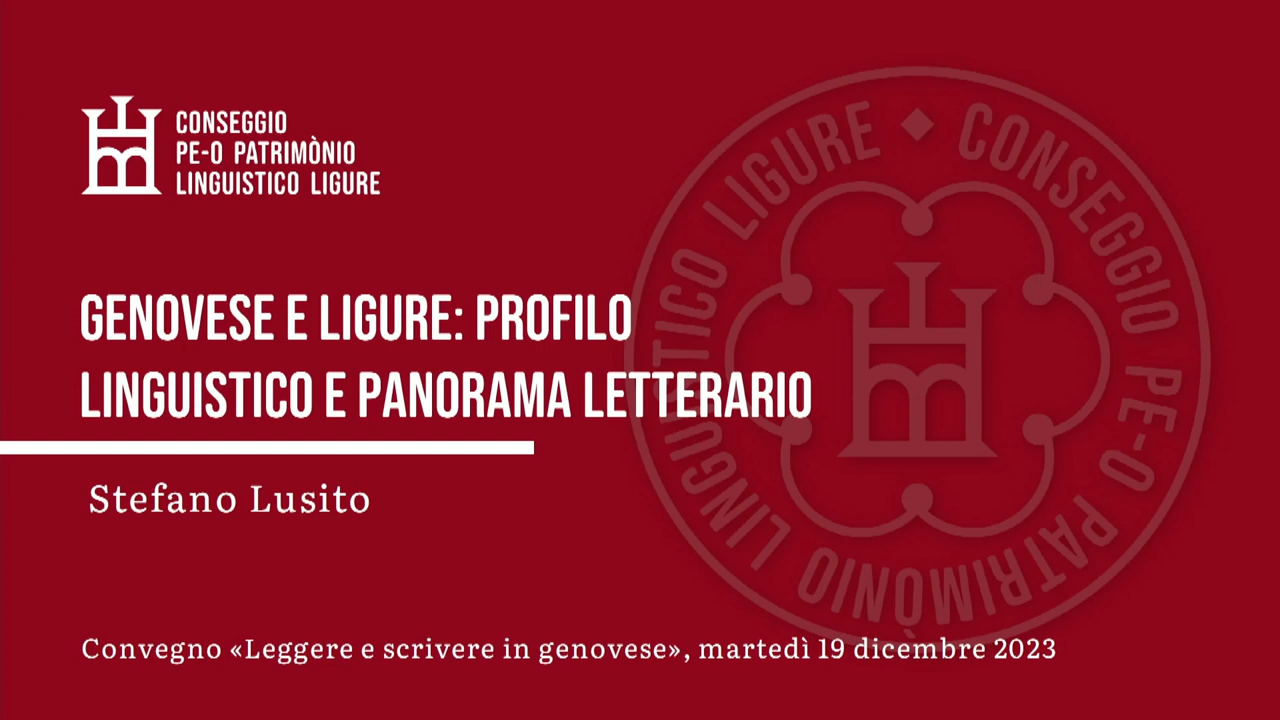 CONSEGGIO
PE-O PATRIMÒNIO
LINGUISTICO LIGURE
GENOVESE E LIGURE: PROFILO
LINGUISTICO E PANORAMA LETTERARIO
Stefano Lusito
Convegno «Leggere e scrivere in genovese», martedì 19 dicembre 2023
CONSEGGIO PE-O PATRIMÒNIO LINGUISTICO LIGURE